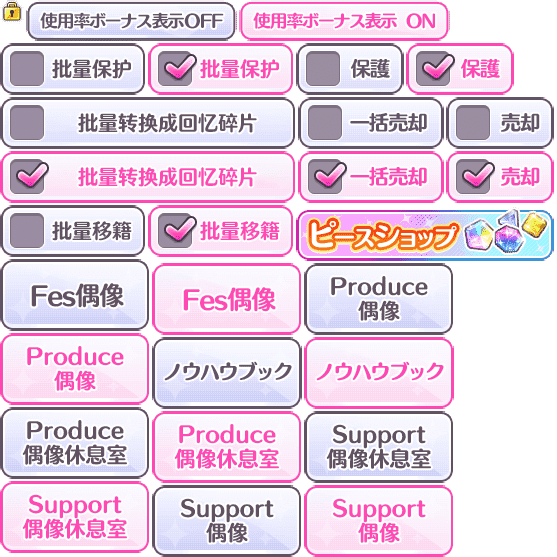 使用率ボーナス表示OFF
使用率ボーナス表示 ON
批量保护
批量保护
保護
保護
批量转换成回忆碎片
一括売却
売却
批量转换成回忆碎片
一括売却
売却
批量移籍
批量移籍
ピースショップ
Fes偶像
Fes偶像
Produce
偶像
Produce
偶像
ノウハウブック
ノウハウブック
Produce
偶像休息室
Produce
偶像休息室
Support
偶像休息室
Support
偶像休息室
Support
偶像
Support
偶像